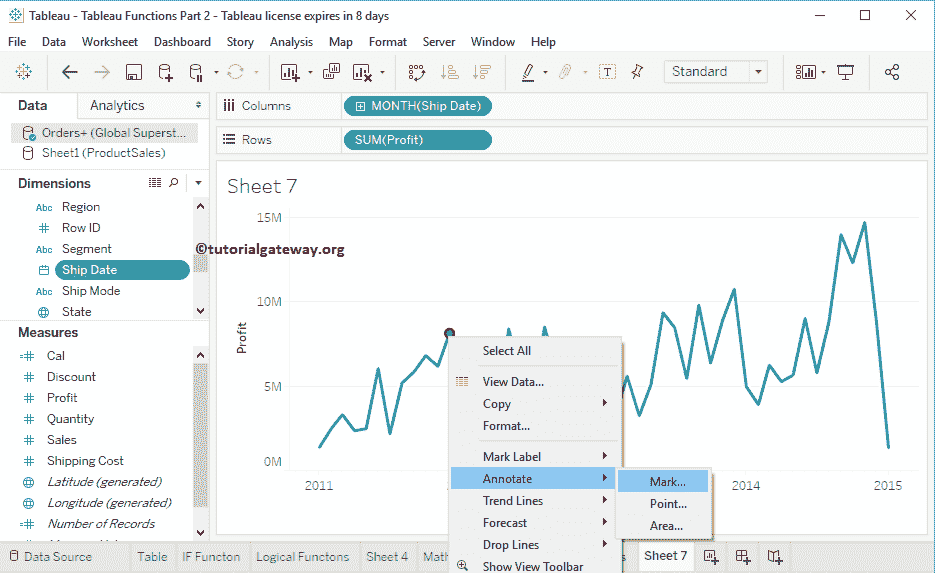 Tableau - Tableau Functions Part 2 - Tableau license expires in 8 days
File Data Worksheet Dashboard Story Analysis Map Format Server Window Help
Standard
Data Analytics
Columns MONTH(Ship Date)
Orders+ (Global Superst...
Rows SUM(Profit)
Sheet1 (ProductSales)
Dimensions
Sheet 7
Abc Region
Row ID
Abc Segment
Ship Date
Abc Ship Mode
State
©tutorialgateway.org
Measures
Cal
Discount
Profit
Quantity
Sales
Shipping Cost
Latitude (generated)
Longitude (generated)
Number of Records
15M
10M
5M
0M
Profit
2011
2014
2015
Select All
View Data...
Copy
Format...
Mark Label
Annotate
Trend Lines
Forecast
Drop Lines
Show View Toolbar
Mark...
Point...
Area...
Data Source Table IF Functon Logical Functons Sheet 4 Math Sheet 7